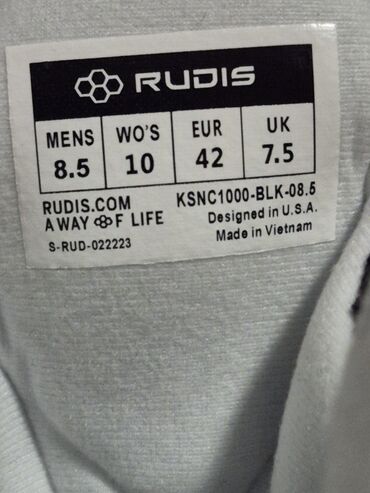 RUDIS
MENS WO'S EUR UK
8.5 10 42 7.5
RUDIS.COM
A WAY OF LIFE
S-RUD-022223
KSNC1000-BLK-08.5
Designed in U.S.A.
Made in Vietnam